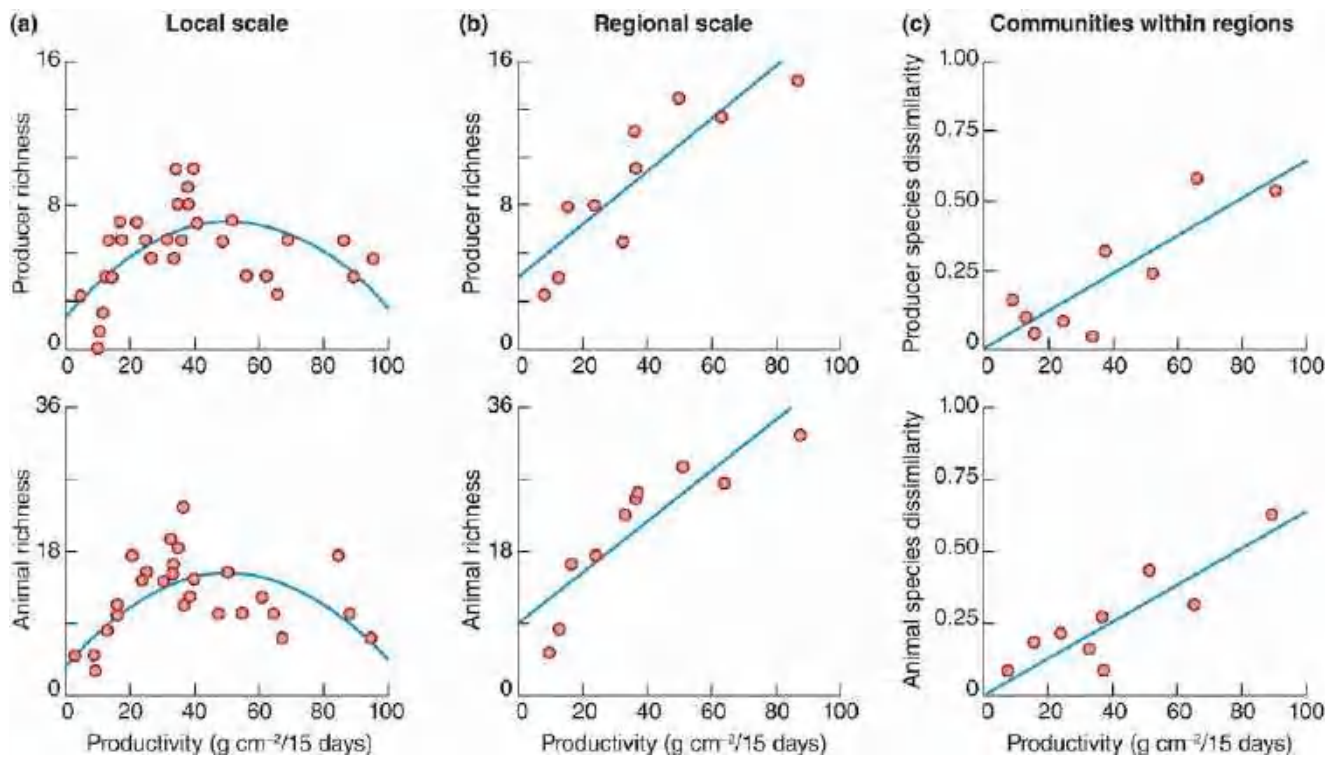 (a) Local scale
16
8
0
Producer richness
0 20 40 60 80 100
36
18
0
Animal richness
0 20 40 60 80 100
Productivity (g cm⁻²/15 days)
(b) Regional scale
16
8
0
Producer richness
0 20 40 60 80 100
36
18
0
Animal richness
0 20 40 60 80 100
Productivity (g cm⁻²/15 days)
(c) Communities within regions
1.00
0.75
0.50
0.25
0
Producer species dissimilarity
0 20 40 60 80 100
1.00
0.75
0.50
0.25
0
Animal species dissimilarity
0 20 40 60 80 100
Productivity (g cm⁻²/15 days)